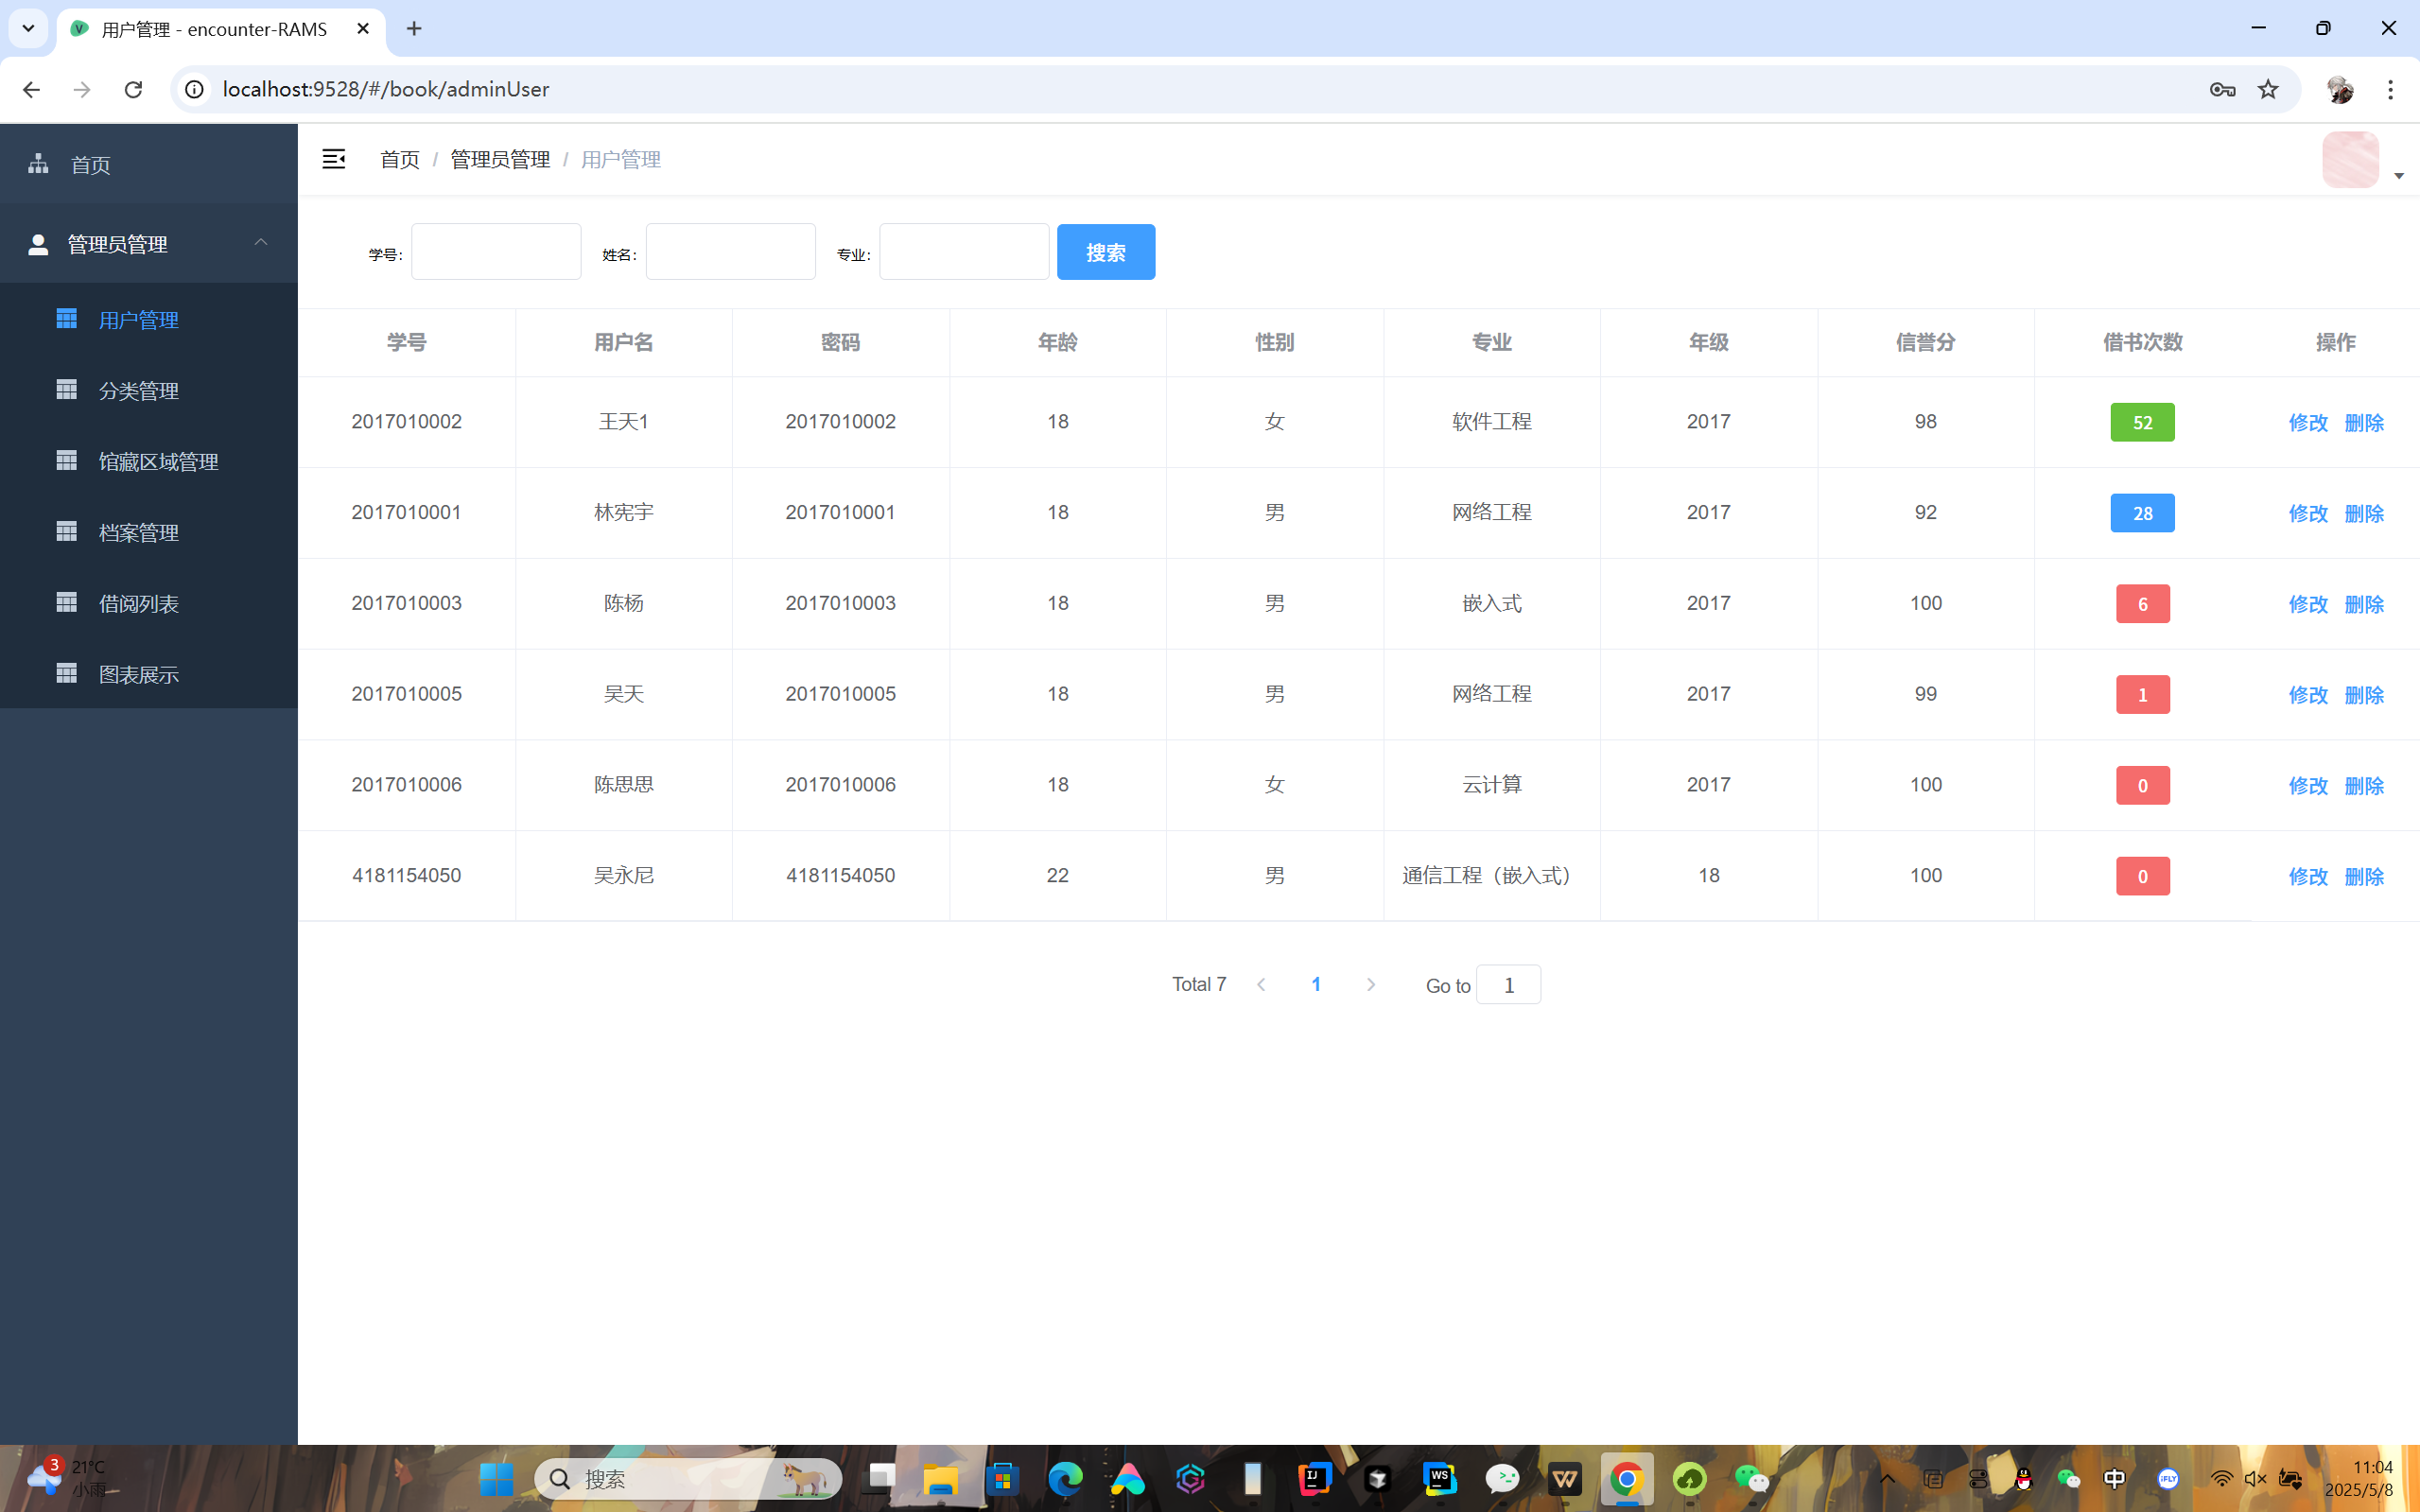 用户管理 - encounter-RAMS
localhost:9528/#/book/adminUser
首页
管理员管理
用户管理
分类管理
馆藏区域管理
档案管理
借阅列表
图表展示
首页 / 管理员管理 / 用户管理
学号: 姓名: 专业: 搜索
学号 用户名 密码 年龄 性别 专业 年级 信誉分 借书次数 操作
2017010002 王天1 2017010002 18 女 软件工程 2017 98 52 修改 删除
2017010001 林宪宇 2017010001 18 男 网络工程 2017 92 28 修改 删除
2017010003 陈杨 2017010003 18 男 嵌入式 2017 100 6 修改 删除
2017010005 吴天 2017010005 18 男 网络工程 2017 99 1 修改 删除
2017010006 陈思思 2017010006 18 女 云计算 2017 100 0 修改 删除
4181154050 吴永尼 4181154050 22 男 通信工程（嵌入式） 18 100 0 修改 删除
Total 7 1 Go to 1
3
21°C
小雨
搜索
IJ
WS
中
iFLY
11:04
2025/5/8